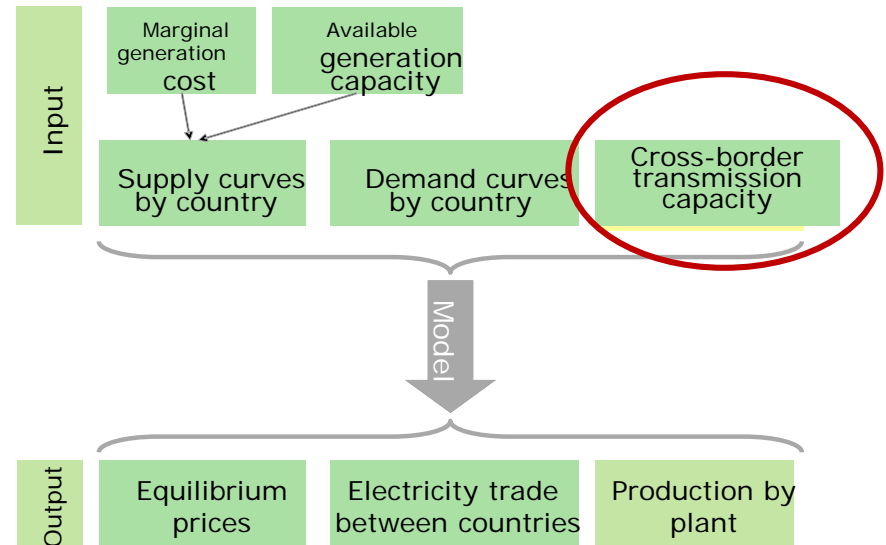 Input
Marginal
generation
cost
Available
generation
capacity
Supply curves
by country
Demand curves
by country
Cross-border
transmission
capacity
Model
Output
Equilibrium
prices
Electricity trade
between countries
Production by
plant